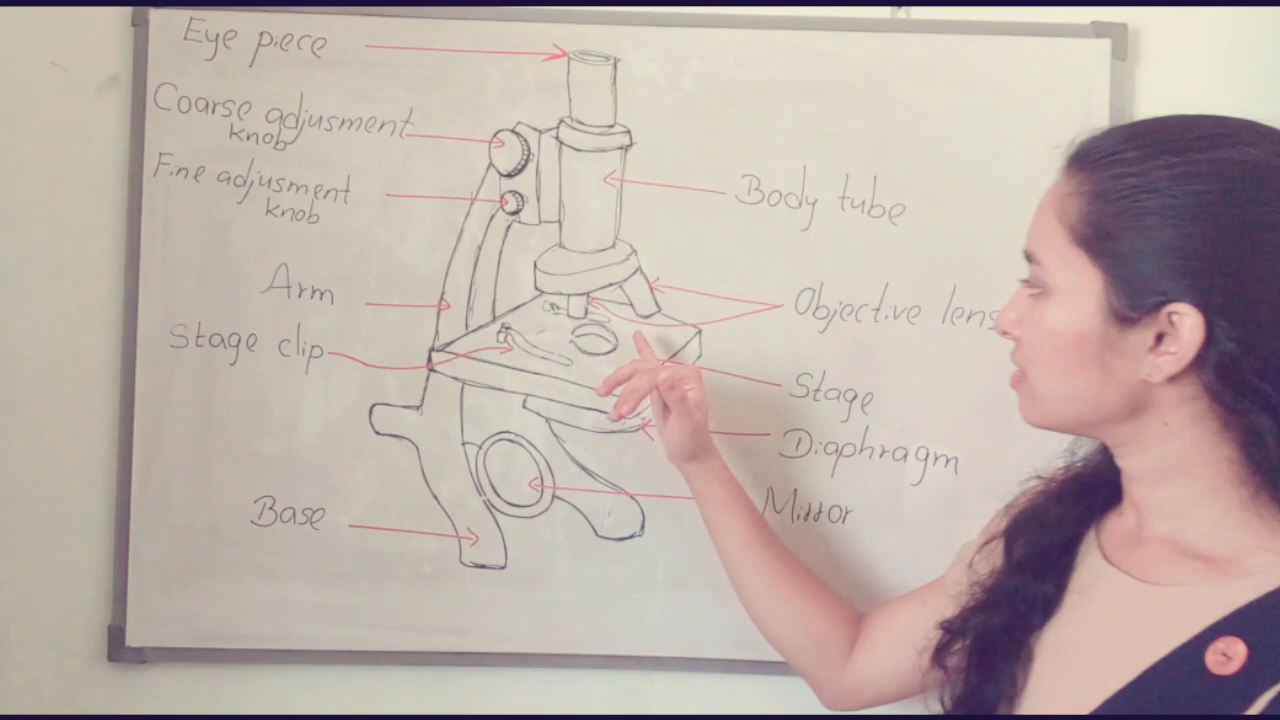 Eye piece
Coarse adjusment
knob
Fine adjusment
knob
Arm
Stage clip
Base
Body tube
Objective lens
Stage
Diaphragm
Mirror